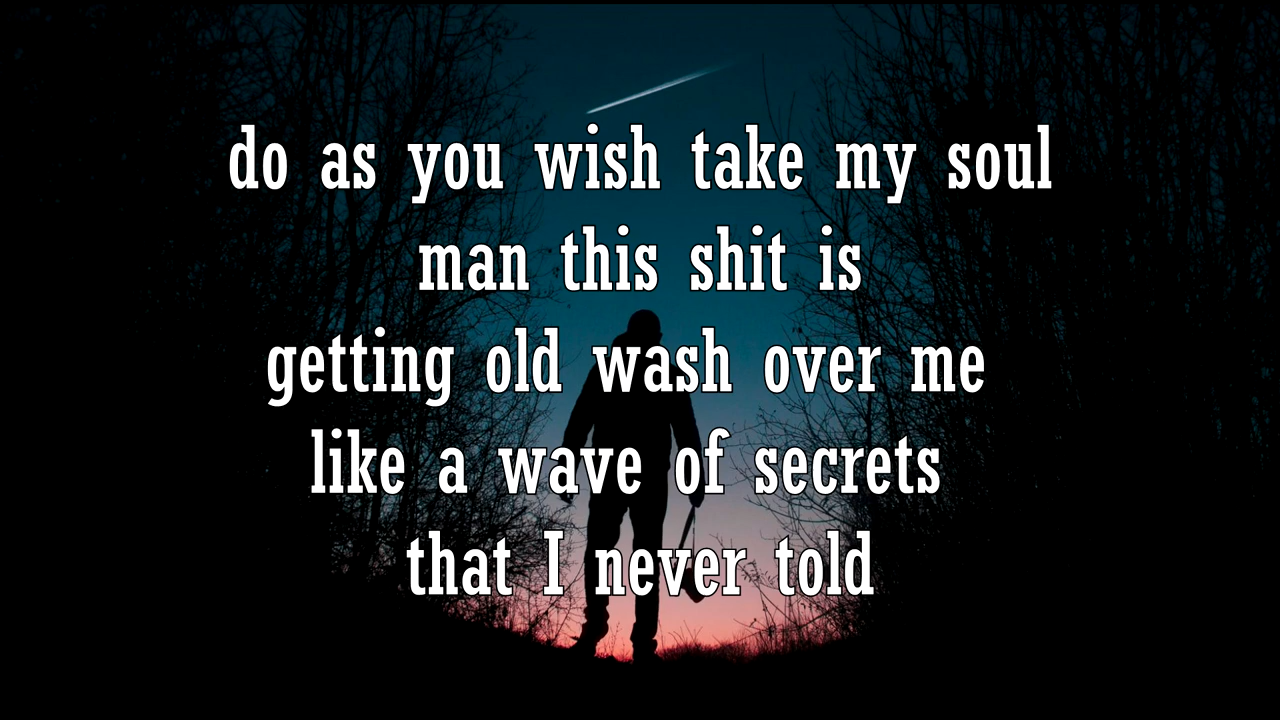 do as you wish take my soul
man this shit is
getting old wash over me
like a wave of secrets
that I never told